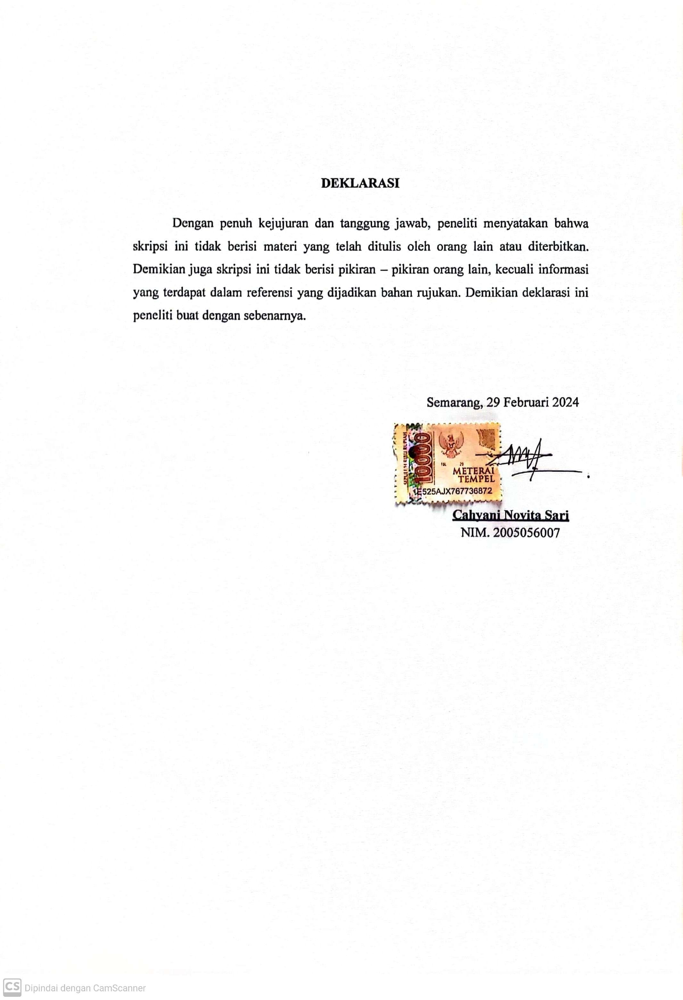 DEKLARASI
Dengan penuh kejujuran dan tanggung jawab, peneliti menyatakan bahwa
skripsi ini tidak berisi materi yang telah ditulis oleh orang lain atau diterbitkan.
Demikian juga skripsi ini tidak berisi pikiran – pikiran orang lain, kecuali informasi
yang terdapat dalam referensi yang dijadikan bahan rujukan. Demikian deklarasi ini
peneliti buat dengan sebenarnya.
Semarang, 29 Februari 2024
SEPULUH RIBU RUPIAH
10000
TGL 20
METERAI
TEMPEL
525AJX767736872
Cahyani Novita Sari
NIM. 2005056007
CS Dipindai dengan CamScanner